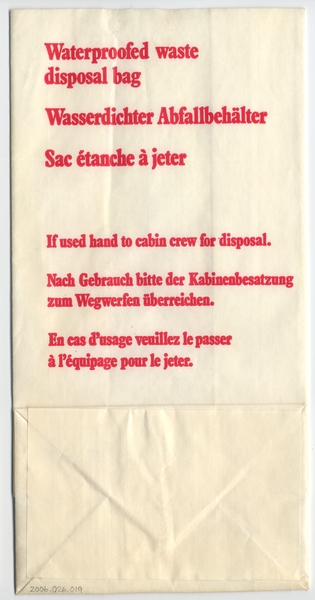 Waterproofed waste
disposal bag
Wasserdichter Abfallbehälter
Sac étanche à jeter
If used hand to cabin crew for disposal.
Nach Gebrauch bitte der Kabinenbesatzung
zum Wegwerfen überreichen.
En cas d'usage veuillez le passer
à l'équipage pour le jeter.
2006.026.019